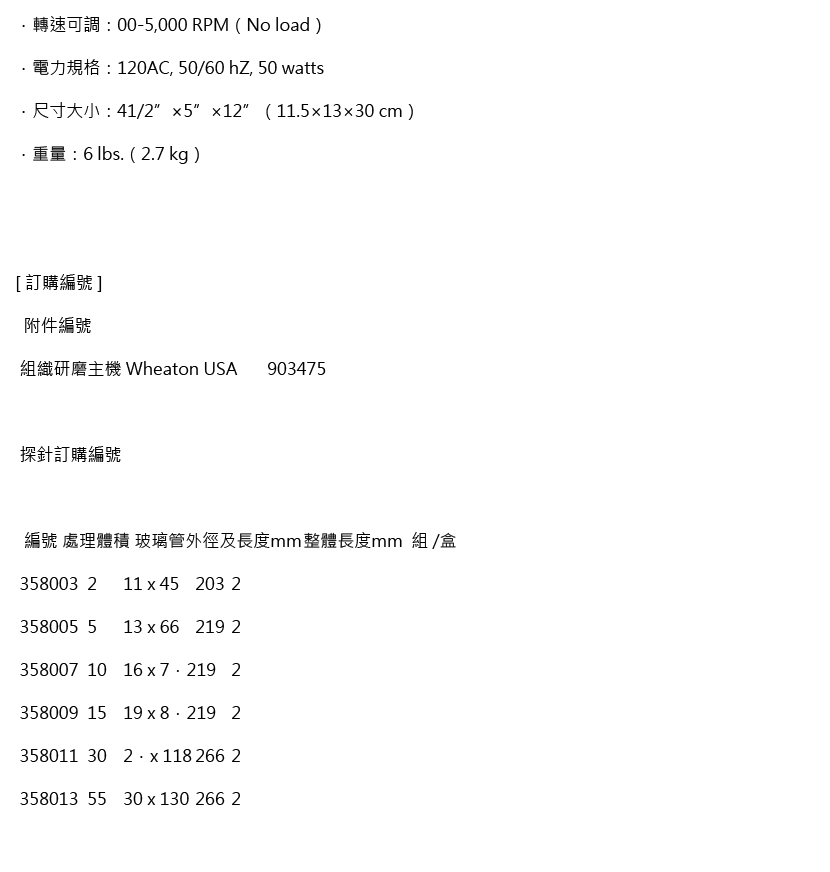 ．轉速可調：00-5,000 RPM（No load）
．電力規格：120AC, 50/60 hZ, 50 watts
．尺寸大小：41/2”×5”×12”（11.5×13×30 cm）
．重量：6 lbs.（2.7 kg）
[ 訂購編號 ]
附件編號
組織研磨主機 Wheaton USA 903475
探針訂購編號
編號 處理體積 玻璃管外徑及長度mm 整體長度mm 組 /盒
358003 2 11 x 45 203 2
358005 5 13 x 66 219 2
358007 10 16 x 7．219 2
358009 15 19 x 8．219 2
358011 30 2．x 118 266 2
358013 55 30 x 130 266 2